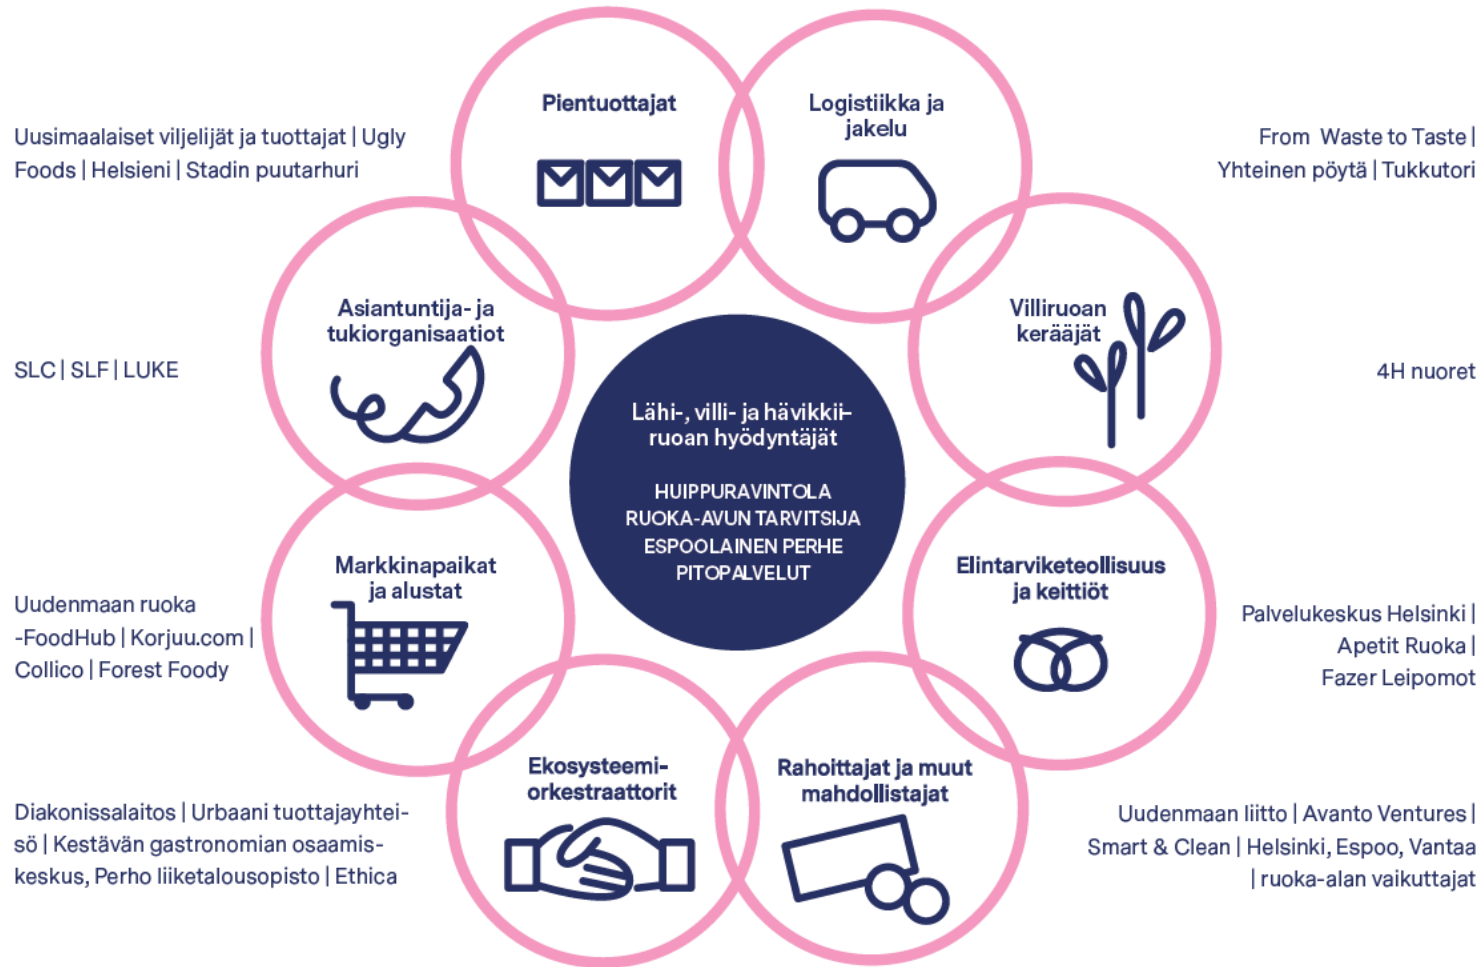 Pientuottajat
Uusimaalaiset viljelijät ja tuottajat | Ugly
Foods | Helsieni | Stadin puutarhuri
Logistiikka ja
jakelu
From Waste to Taste |
Yhteinen pöytä | Tukkutori
Asiantuntija- ja
tukiorganisaatiot
SLC | SLF | LUKE
Villiruoan
kerääjät
4H nuoret
Lähi-, villi- ja hävikkii-
ruoan hyödyntäjät
HUIPPURAVINTOLA
RUOKA-AVUN TARVITSIJA
ESPOOLAINEN PERHE
PITOPALVELUT
Markkinapaikat
ja alustat
Uudenmaan ruoka
-FoodHub | Korjuu.com |
Collico | Forest Foody
Elintarviketeollisuus
ja keittiöt
Palvelukeskus Helsinki |
Apetit Ruoka |
Fazer Leipomot
Ekosysteemi-
orkestraattorit
Diakonissalaitos | Urbaani tuottajayhtei-
sö | Kestävän gastronomian osaamis-
keskus, Perho liiketalousopisto | Ethica
Rahoittajat ja muut
mahdollistajat
Uudenmaan liitto | Avanto Ventures |
Smart & Clean | Helsinki, Espoo, Vantaa
| ruoka-alan vaikuttajat